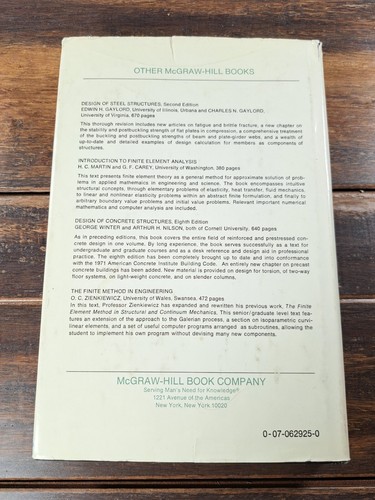 OTHER McGRAW-HILL BOOKS
DESIGN OF STEEL STRUCTURES, Second Edition
EDWIN H. GAYLORD, University of Illinois, Urbana and CHARLES N. GAYLORD,
University of Virginia, 670 pages
This thorough revision includes new articles on fatigue and brittle fracture, a new chapter on
the stability and postbuckling strength of flat plates in compression, a comprehensive treatment
of the buckling and postbuckling strengths of beam and plate-girder webs, and a wealth of
up-to-date and detailed examples of design calculation for members as components of
structures.
INTRODUCTION TO FINITE ELEMENT ANALYSIS
H. C. MARTIN and G. F. CAREY, University of Washington, 380 pages
This text presents finite element theory as a general method for approximate solution of prob-
lems in applied mathematics in engineering and science. The book encompasses intuitive
structural concepts, through elementary problems of elasticity, heat transfer, fluid mechanics,
to linear and nonlinear elasticity problems within an abstract finite formulation, and finally to
arbitrary boundary value problems and initial value problems. Relevant important numerical
mathematics and computer analysis are included.
DESIGN OF CONCRETE STRUCTURES, Eighth Edition
GEORGE WINTER and ARTHUR H. NILSON, both of Cornell University. 640 pages
As in preceding editions, this book covers the entire field of reinforced and prestressed con-
crete design in one volume. By long experience, the book serves successfully as a text for
undergraduate and graduate courses and as a desk reference and design aid in professional
practice. The eighth edition has been completely brought up to date and into conformance
with the 1971 American Concrete Institute Building Code. An entirely new chapter on precast
concrete buildings has been added. New material is provided on design for torsion, of two-way
floor systems, on light-weight concrete, and on slender columns.
THE FINITE METHOD IN ENGINEERING
O. C. ZIENKIEWICZ, University of Wales, Swansea, 472 pages
In this text, Professor Zienkiewicz has expanded and rewritten his previous work, The Finite
Element Method in Structural and Continuum Mechanics. This senior/graduate level text fea-
tures an extension of the approach to the Galerian process, a section on isoparametric curvi-
linear elements, and a set of useful computer programs arranged as subroutines, allowing the
student to implement his own program without devising many new components.
McGRAW-HILL BOOK COMPANY
Serving Man's Need for Knowledge®
1221 Avenue of the Americas
New York, New York 10020
0-07-062925-0